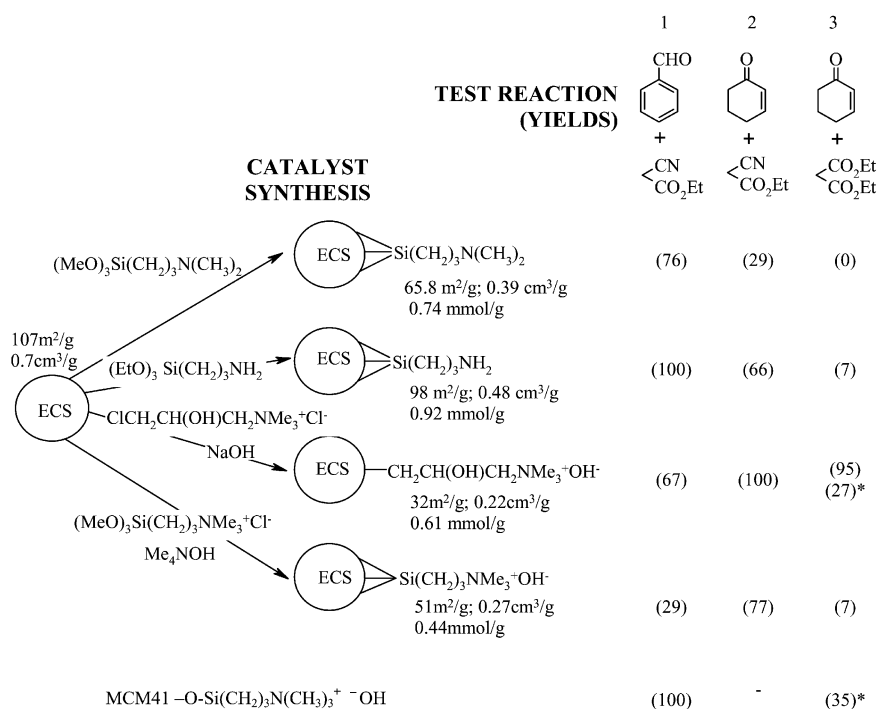 1 2 3
CHO O O
TEST REACTION
(YIELDS)
+ + +
CN CN CO₂Et
CO₂Et CO₂Et CO₂Et
CATALYST
SYNTHESIS
(MeO)₃Si(CH₂)₃N(CH₃)₂
ECS Si(CH₂)₃N(CH₃)₂ (76) (29) (0)
65.8 m²/g; 0.39 cm³/g
0.74 mmol/g
107m²/g
0.7cm³/g
(EtO)₃ Si(CH₂)₃NH₂
ECS Si(CH₂)₃NH₂ (100) (66) (7)
98 m²/g; 0.48 cm³/g
0.92 mmol/g
ECS
ClCH₂CH(OH)CH₂NMe₃⁺Cl⁻
NaOH
ECS CH₂CH(OH)CH₂NMe₃⁺OH⁻ (67) (100) (95)
(27)*
32m²/g; 0.22cm³/g
0.61 mmol/g
(MeO)₃Si(CH₂)₃NMe₃⁺Cl⁻
Me₄NOH
ECS Si(CH₂)₃NMe₃⁺OH⁻
51m²/g; 0.27cm³/g (29) (77) (7)
0.44mmol/g
MCM41 –O-Si(CH₂)₃N(CH₃)₃⁺ ⁻OH (100) - (35)*